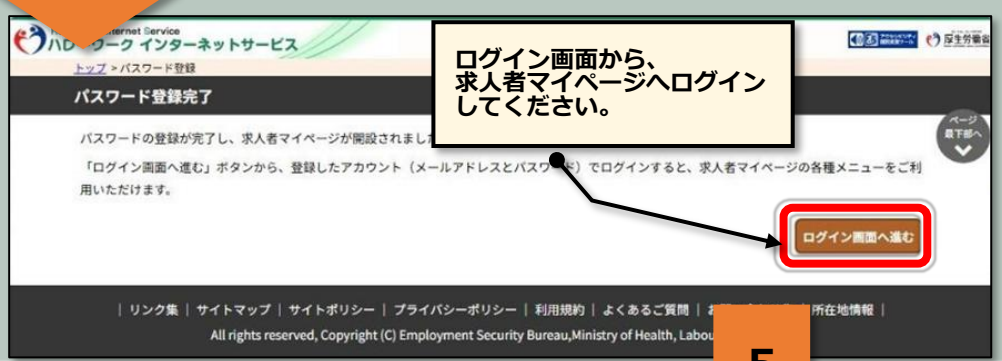 ernet Service
ハロ ワーク インターネットサービス
厚生労働省
トップ > パスワード登録
ログイン画面から、
求人者マイページへログイン
してください。
パスワード登録完了
ページ
最下部へ
パスワードの登録が完了し、求人者マイページが開設されました
「ログイン画面へ進む」ボタンから、登録したアカウント（メールアドレスとパスワード）でログインすると、求人者マイページの各種メニューをご利
用いただけます。
ログイン画面へ進む
| リンク集 | サイトマップ | サイトポリシー | プライバシーポリシー | 利用規約 | よくあるご質問 | 所在地情報 |
All rights reserved, Copyright (C) Employment Security Bureau,Ministry of Health, Labou
5